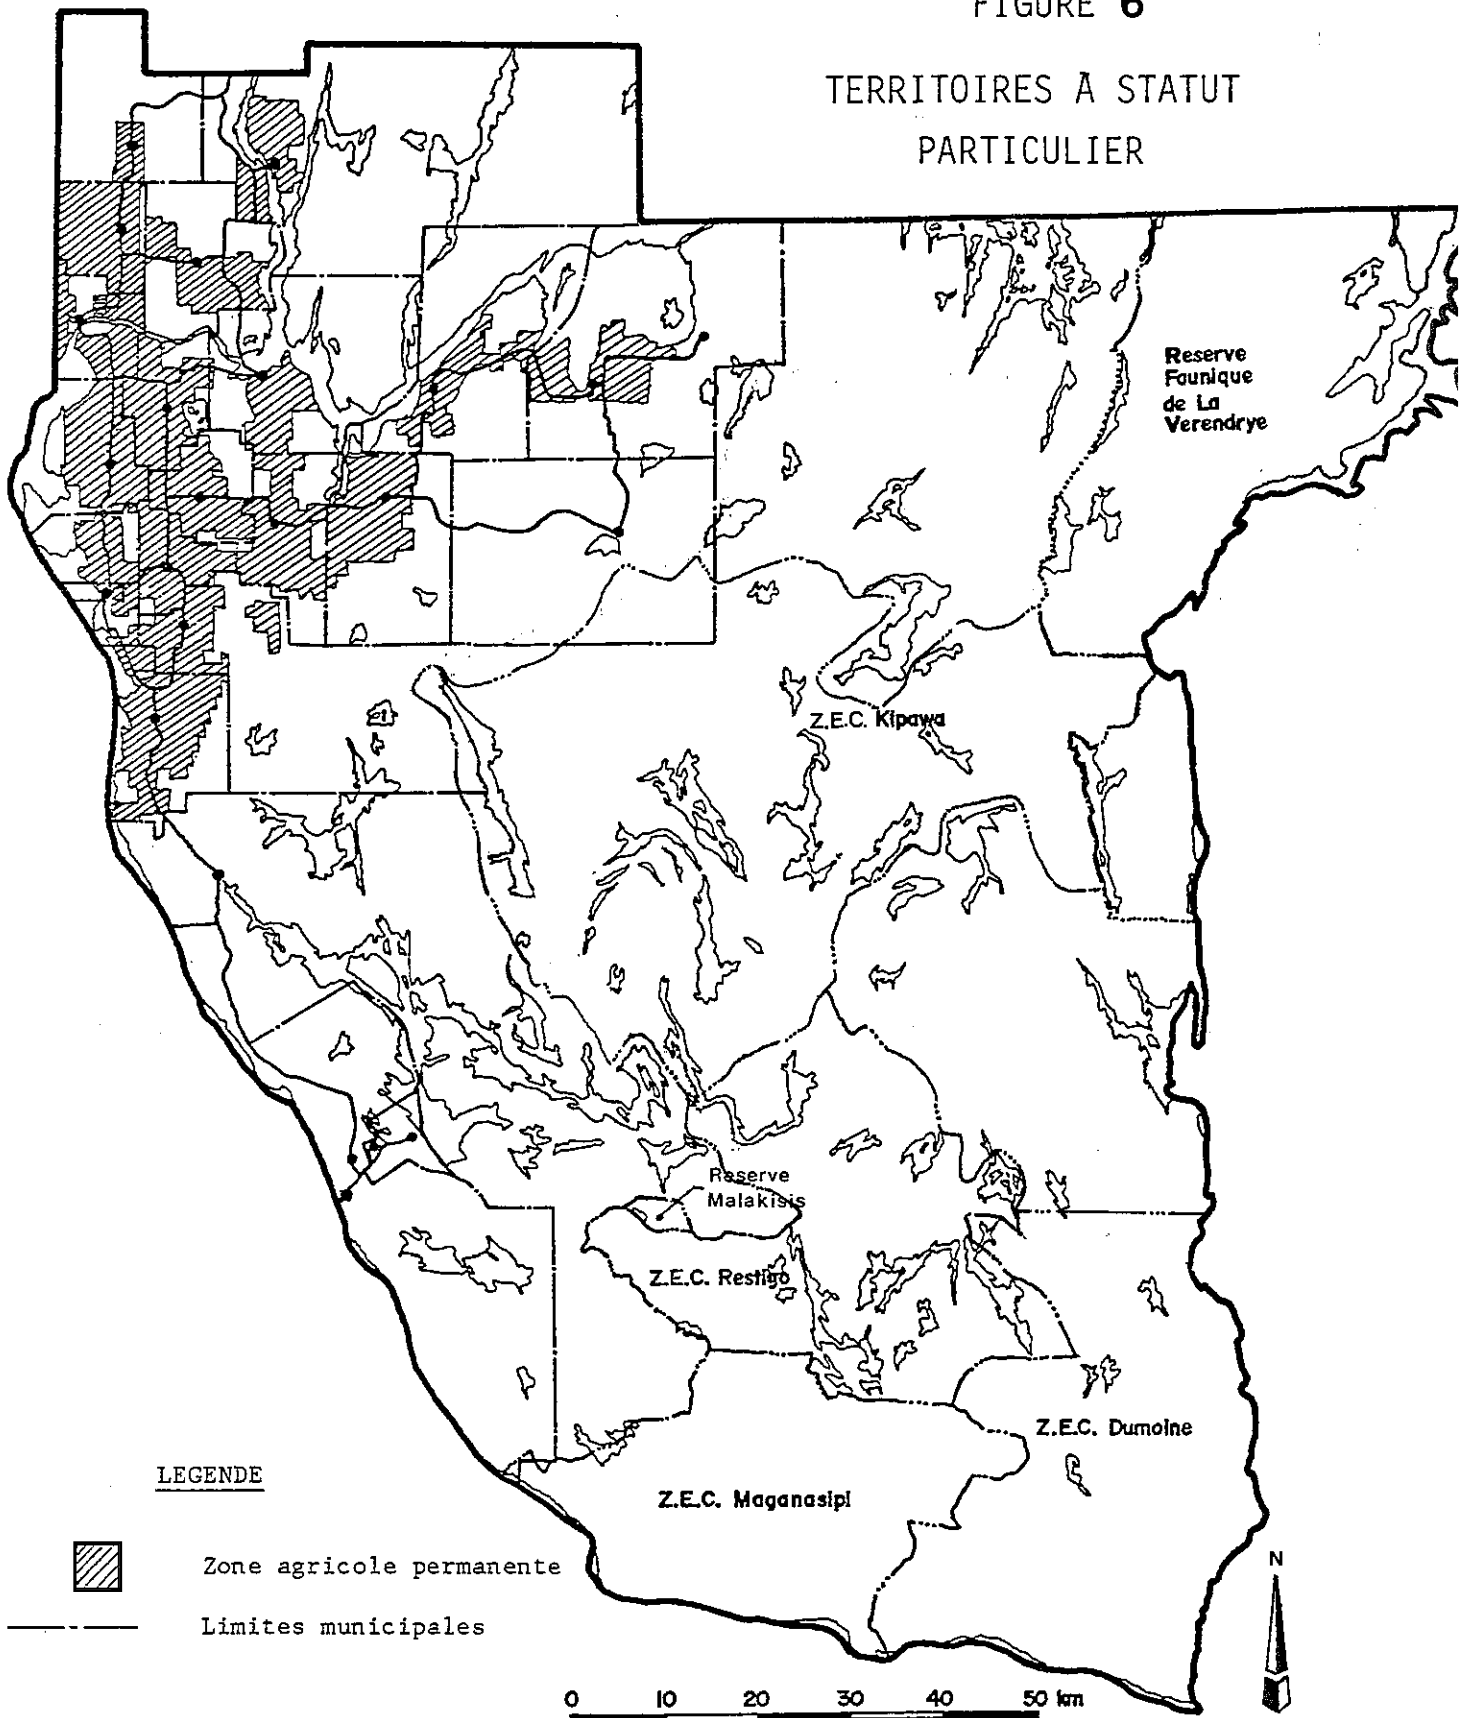 FIGURE 6
TERRITOIRES A STATUT
PARTICULIER
Reserve
Faunique
de La
Verendrye
Z.E.C. Kipawa
Reserve
Malakisis
Z.E.C. Restigo
Z.E.C. Dumoine
Z.E.C. Maganasipi
LEGENDE
Zone agricole permanente
Limites municipales
N
0 10 20 30 40 50 km